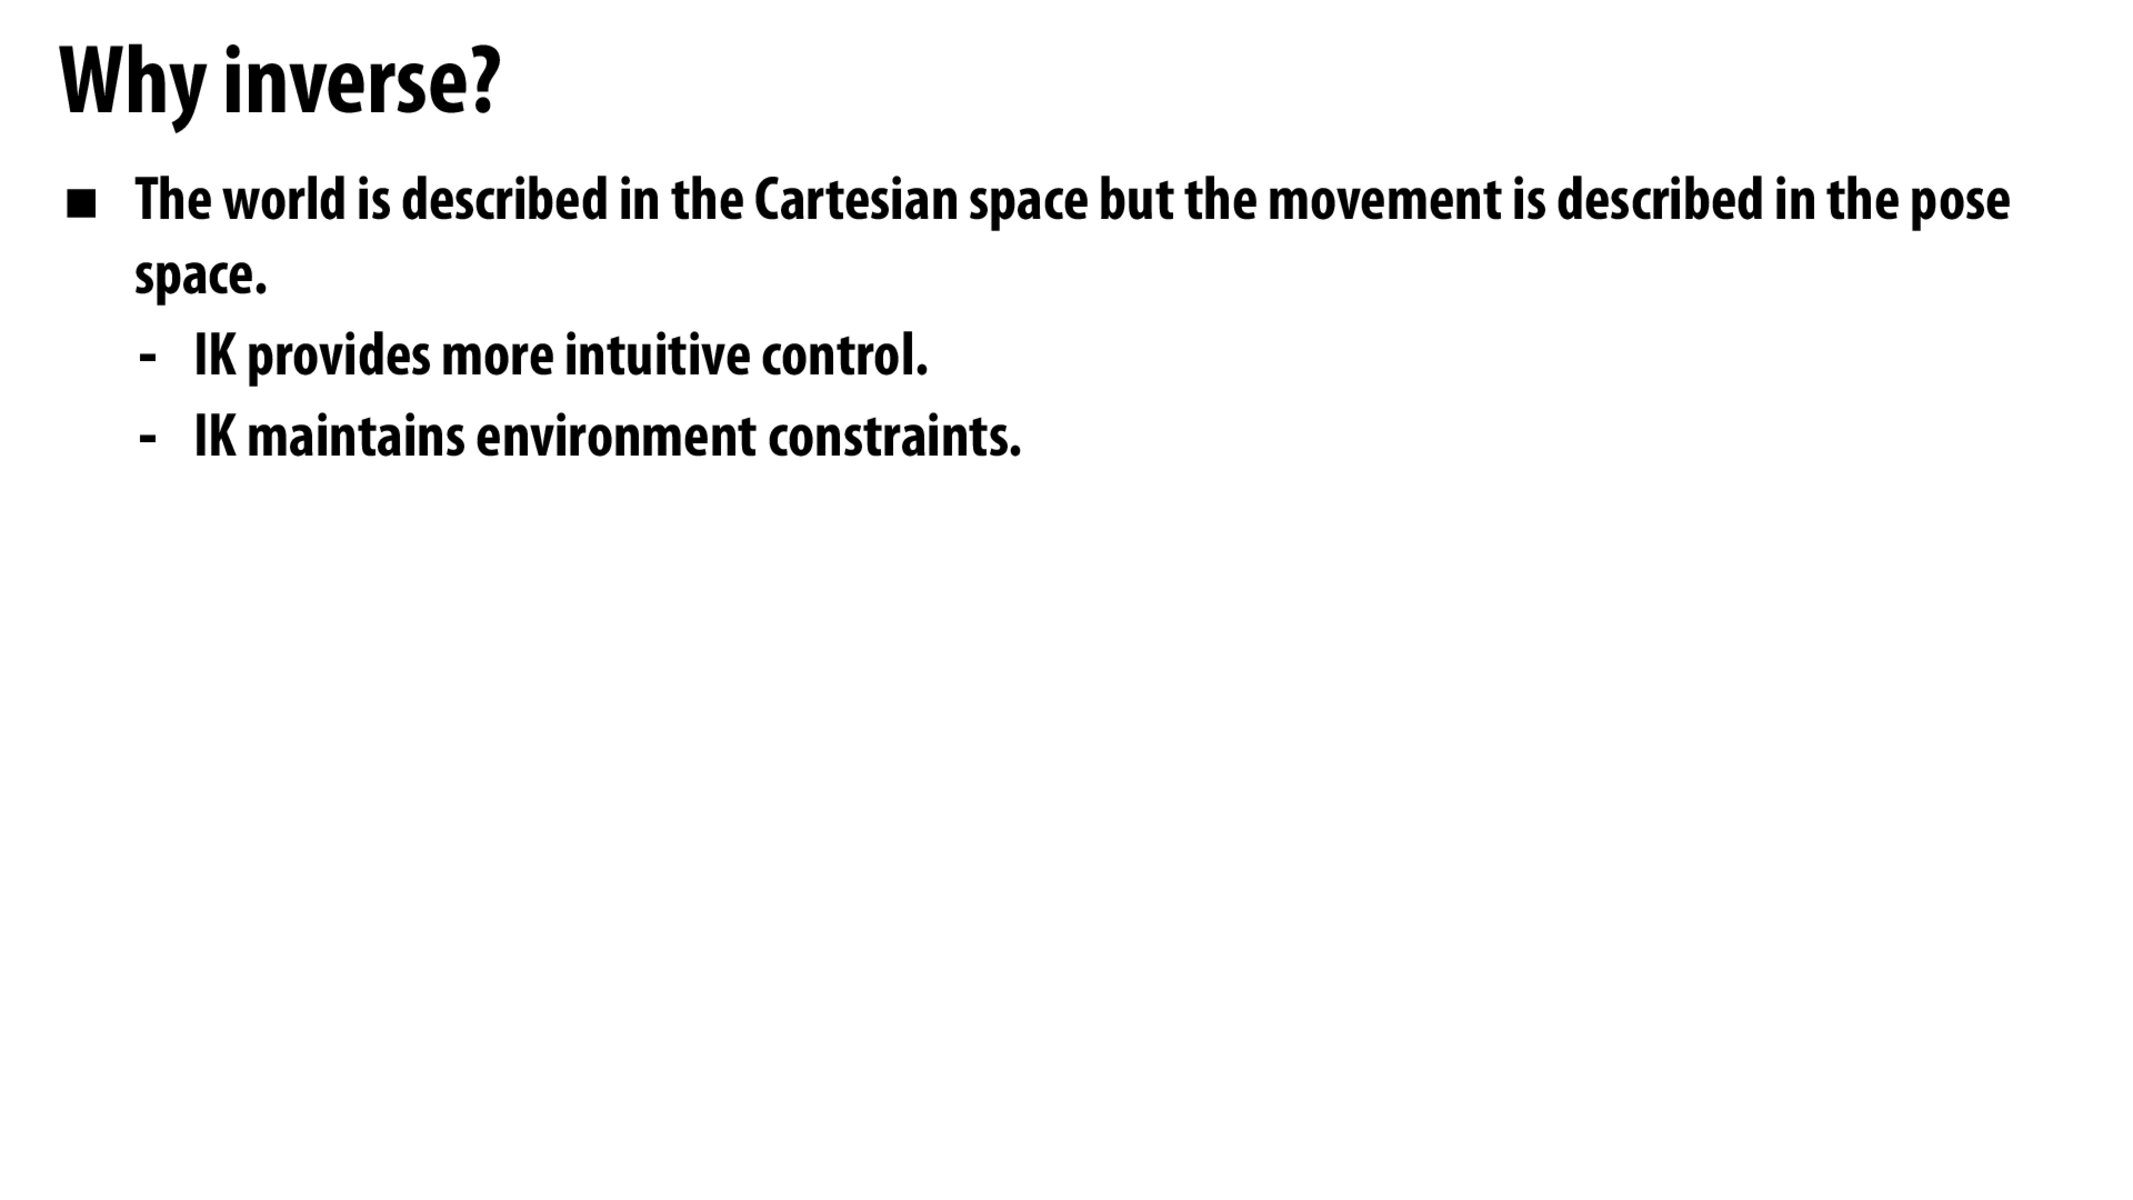 Why inverse?
■ The world is described in the Cartesian space but the movement is described in the pose
space.
- IK provides more intuitive control.
- IK maintains environment constraints.